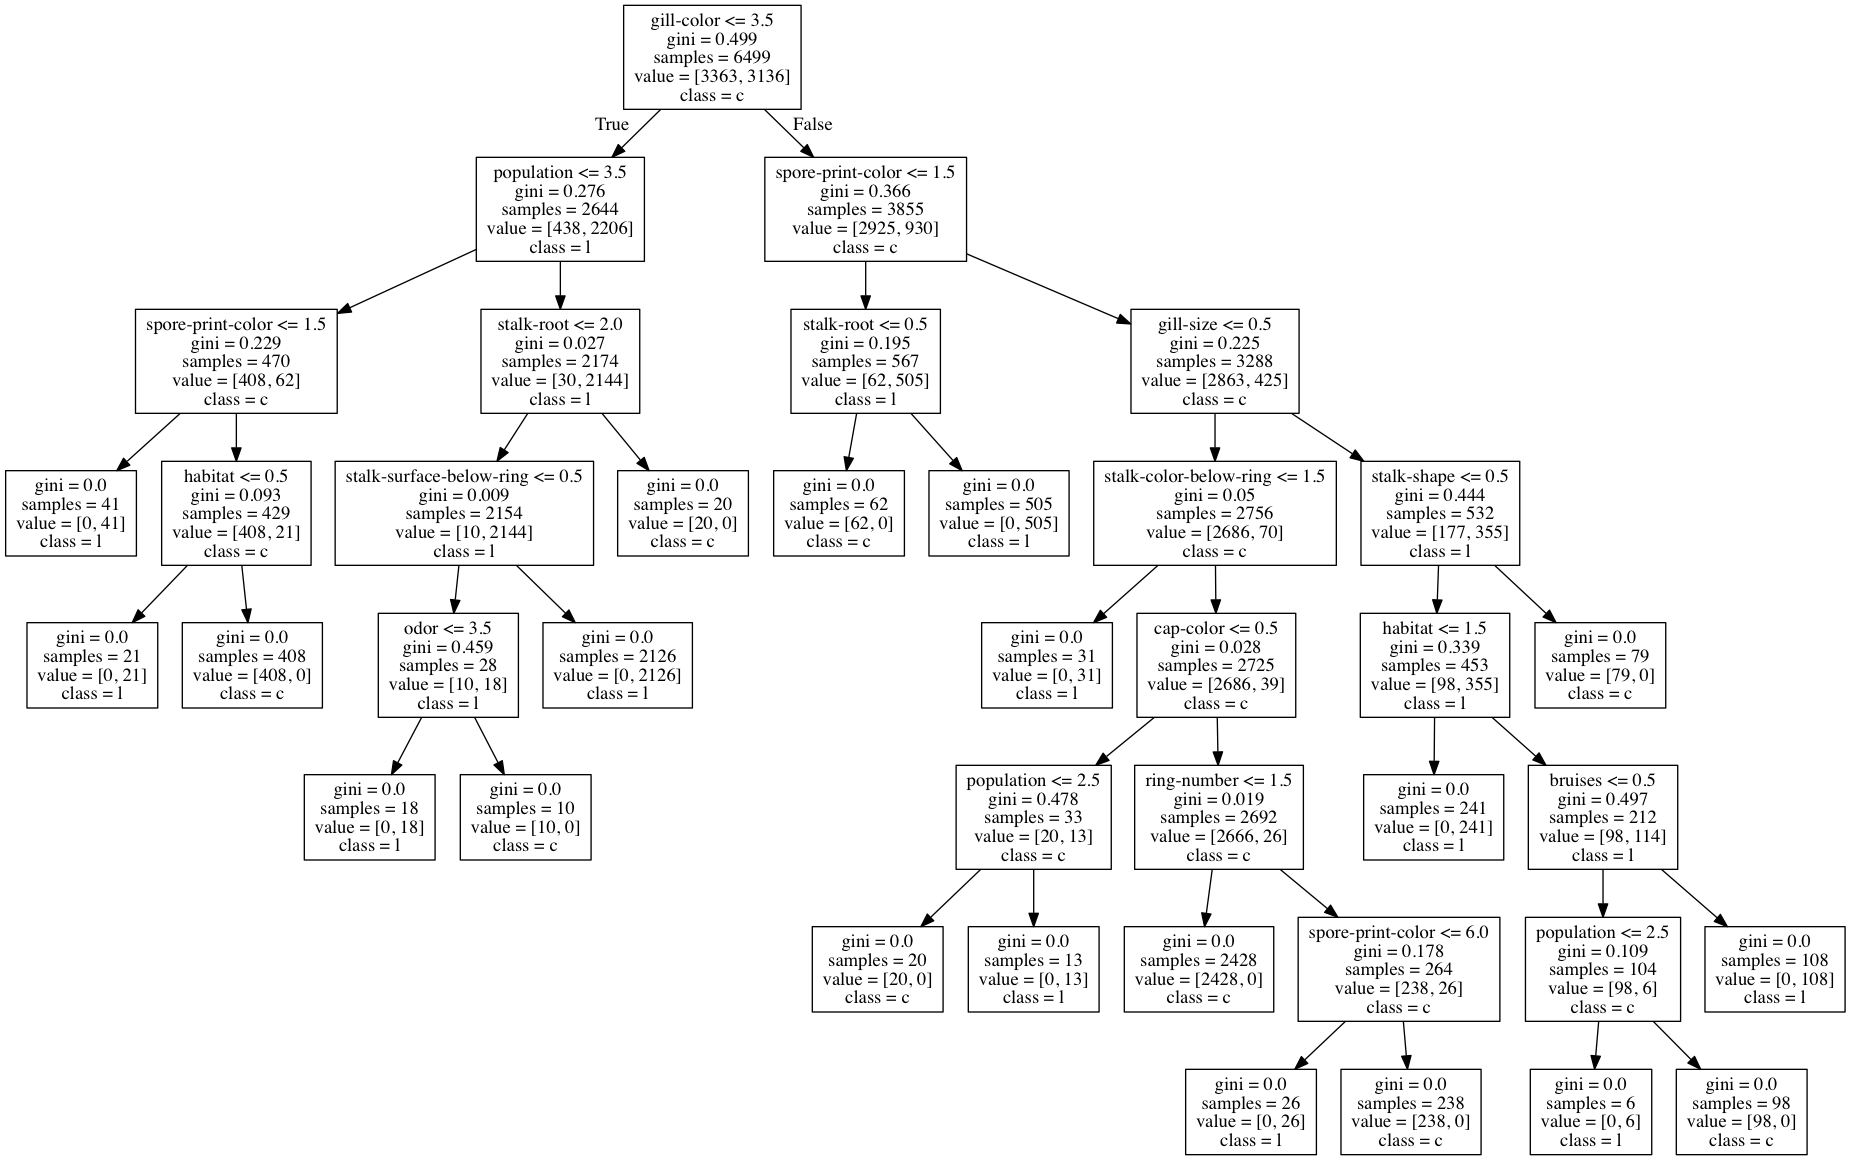 gill-color <= 3.5
gini = 0.499
samples = 6499
value = [3363, 3136]
class = c
True
False
population <= 3.5
gini = 0.276
samples = 2644
value = [438, 2206]
class = l
spore-print-color <= 1.5
gini = 0.366
samples = 3855
value = [2925, 930]
class = c
spore-print-color <= 1.5
gini = 0.229
samples = 470
value = [408, 62]
class = c
stalk-root <= 2.0
gini = 0.027
samples = 2174
value = [30, 2144]
class = l
stalk-root <= 0.5
gini = 0.195
samples = 567
value = [62, 505]
class = l
gill-size <= 0.5
gini = 0.225
samples = 3288
value = [2863, 425]
class = c
gini = 0.0
samples = 41
value = [0, 41]
class = l
habitat <= 0.5
gini = 0.093
samples = 429
value = [408, 21]
class = c
stalk-surface-below-ring <= 0.5
gini = 0.009
samples = 2154
value = [10, 2144]
class = l
gini = 0.0
samples = 20
value = [20, 0]
class = c
gini = 0.0
samples = 62
value = [62, 0]
class = c
gini = 0.0
samples = 505
value = [0, 505]
class = l
stalk-color-below-ring <= 1.5
gini = 0.05
samples = 2756
value = [2686, 70]
class = c
stalk-shape <= 0.5
gini = 0.444
samples = 532
value = [177, 355]
class = l
gini = 0.0
samples = 21
value = [0, 21]
class = l
gini = 0.0
samples = 408
value = [408, 0]
class = c
odor <= 3.5
gini = 0.459
samples = 28
value = [10, 18]
class = l
gini = 0.0
samples = 2126
value = [0, 2126]
class = l
gini = 0.0
samples = 31
value = [0, 31]
class = l
cap-color <= 0.5
gini = 0.028
samples = 2725
value = [2686, 39]
class = c
habitat <= 1.5
gini = 0.339
samples = 453
value = [98, 355]
class = l
gini = 0.0
samples = 79
value = [79, 0]
class = c
gini = 0.0
samples = 18
value = [0, 18]
class = l
gini = 0.0
samples = 10
value = [10, 0]
class = c
population <= 2.5
gini = 0.478
samples = 33
value = [20, 13]
class = c
ring-number <= 1.5
gini = 0.019
samples = 2692
value = [2666, 26]
class = c
gini = 0.0
samples = 241
value = [0, 241]
class = l
bruises <= 0.5
gini = 0.497
samples = 212
value = [98, 114]
class = l
gini = 0.0
samples = 20
value = [20, 0]
class = c
gini = 0.0
samples = 13
value = [0, 13]
class = l
gini = 0.0
samples = 2428
value = [2428, 0]
class = c
spore-print-color <= 6.0
gini = 0.178
samples = 264
value = [238, 26]
class = c
population <= 2.5
gini = 0.109
samples = 104
value = [98, 6]
class = c
gini = 0.0
samples = 108
value = [0, 108]
class = l
gini = 0.0
samples = 26
value = [0, 26]
class = l
gini = 0.0
samples = 238
value = [238, 0]
class = c
gini = 0.0
samples = 6
value = [0, 6]
class = l
gini = 0.0
samples = 98
value = [98, 0]
class = c